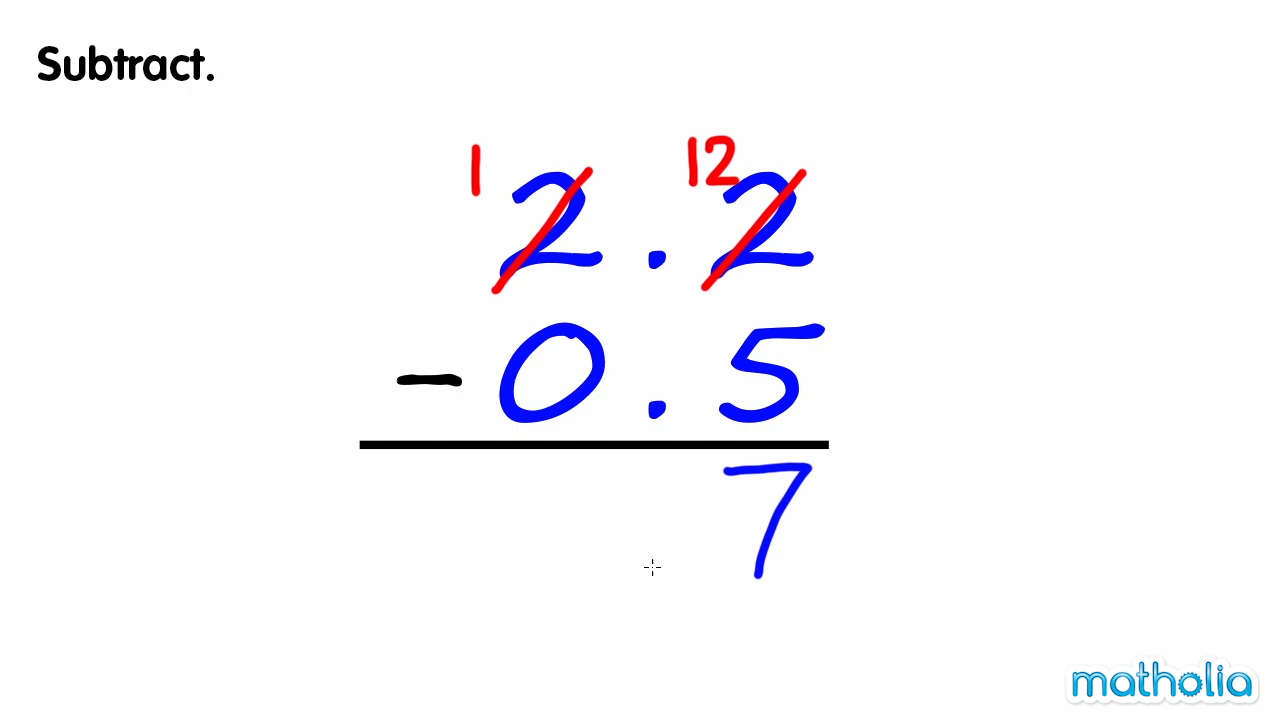 Subtract.
1 12
2 . 2
- 0 . 5
7
matholia